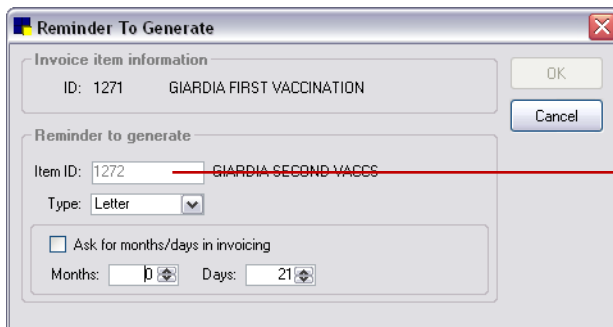 Reminder To Generate
Invoice item information
ID: 1271 GIARDIA FIRST VACCINATION
OK
Cancel
Reminder to generate
Item ID: 1272 GIARDIA SECOND VACCS
Type: Letter
Ask for months/days in invoicing
Months: 0 Days: 21